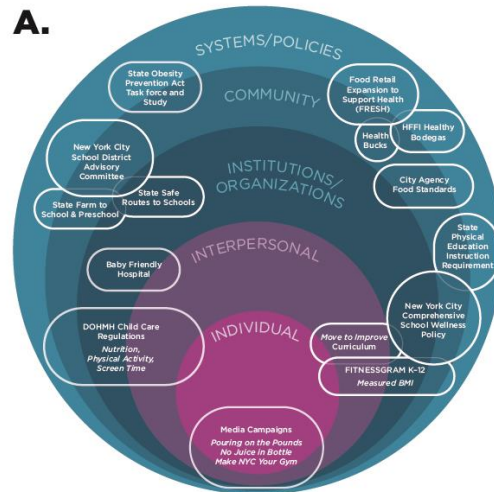 A.
SYSTEMS/POLICIES
State Obesity
Prevention Act
Task force and
Study
Food Retail
Expansion to
Support Health
(FRESH)
COMMUNITY
Health
Bucks
HFFI Healthy
Bodegas
New York City
School District
Advisory
Committee
INSTITUTIONS/
ORGANIZATIONS
City Agency
Food Standards
State Farm to
School & Preschool
State Safe
Routes to Schools
State
Physical
Education
Instruction
Requirement
INTERPERSONAL
Baby Friendly
Hospital
New York City
Comprehensive
School Wellness
Policy
DOHMH Child Care
Regulations
Nutrition,
Physical Activity,
Screen Time
INDIVIDUAL
Move to Improve
Curriculum
FITNESSGRAM K–12
Measured BMI
Media Campaigns
Pouring on the Pounds
No Juice in Bottle
Make NYC Your Gym